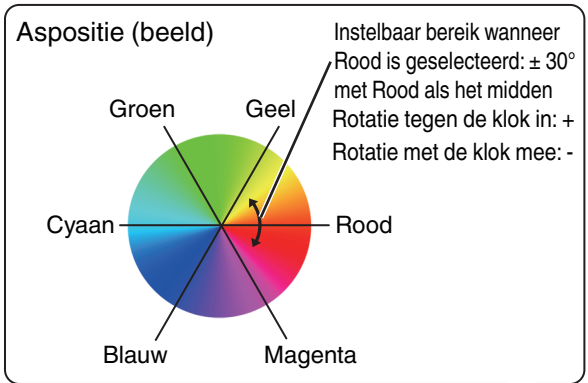 Aspositie (beeld)
Instelbaar bereik wanneer
Rood is geselecteerd: ± 30°
met Rood als het midden
Rotatie tegen de klok in: +
Rotatie met de klok mee: -
Groen
Geel
Cyaan
Rood
Blauw
Magenta